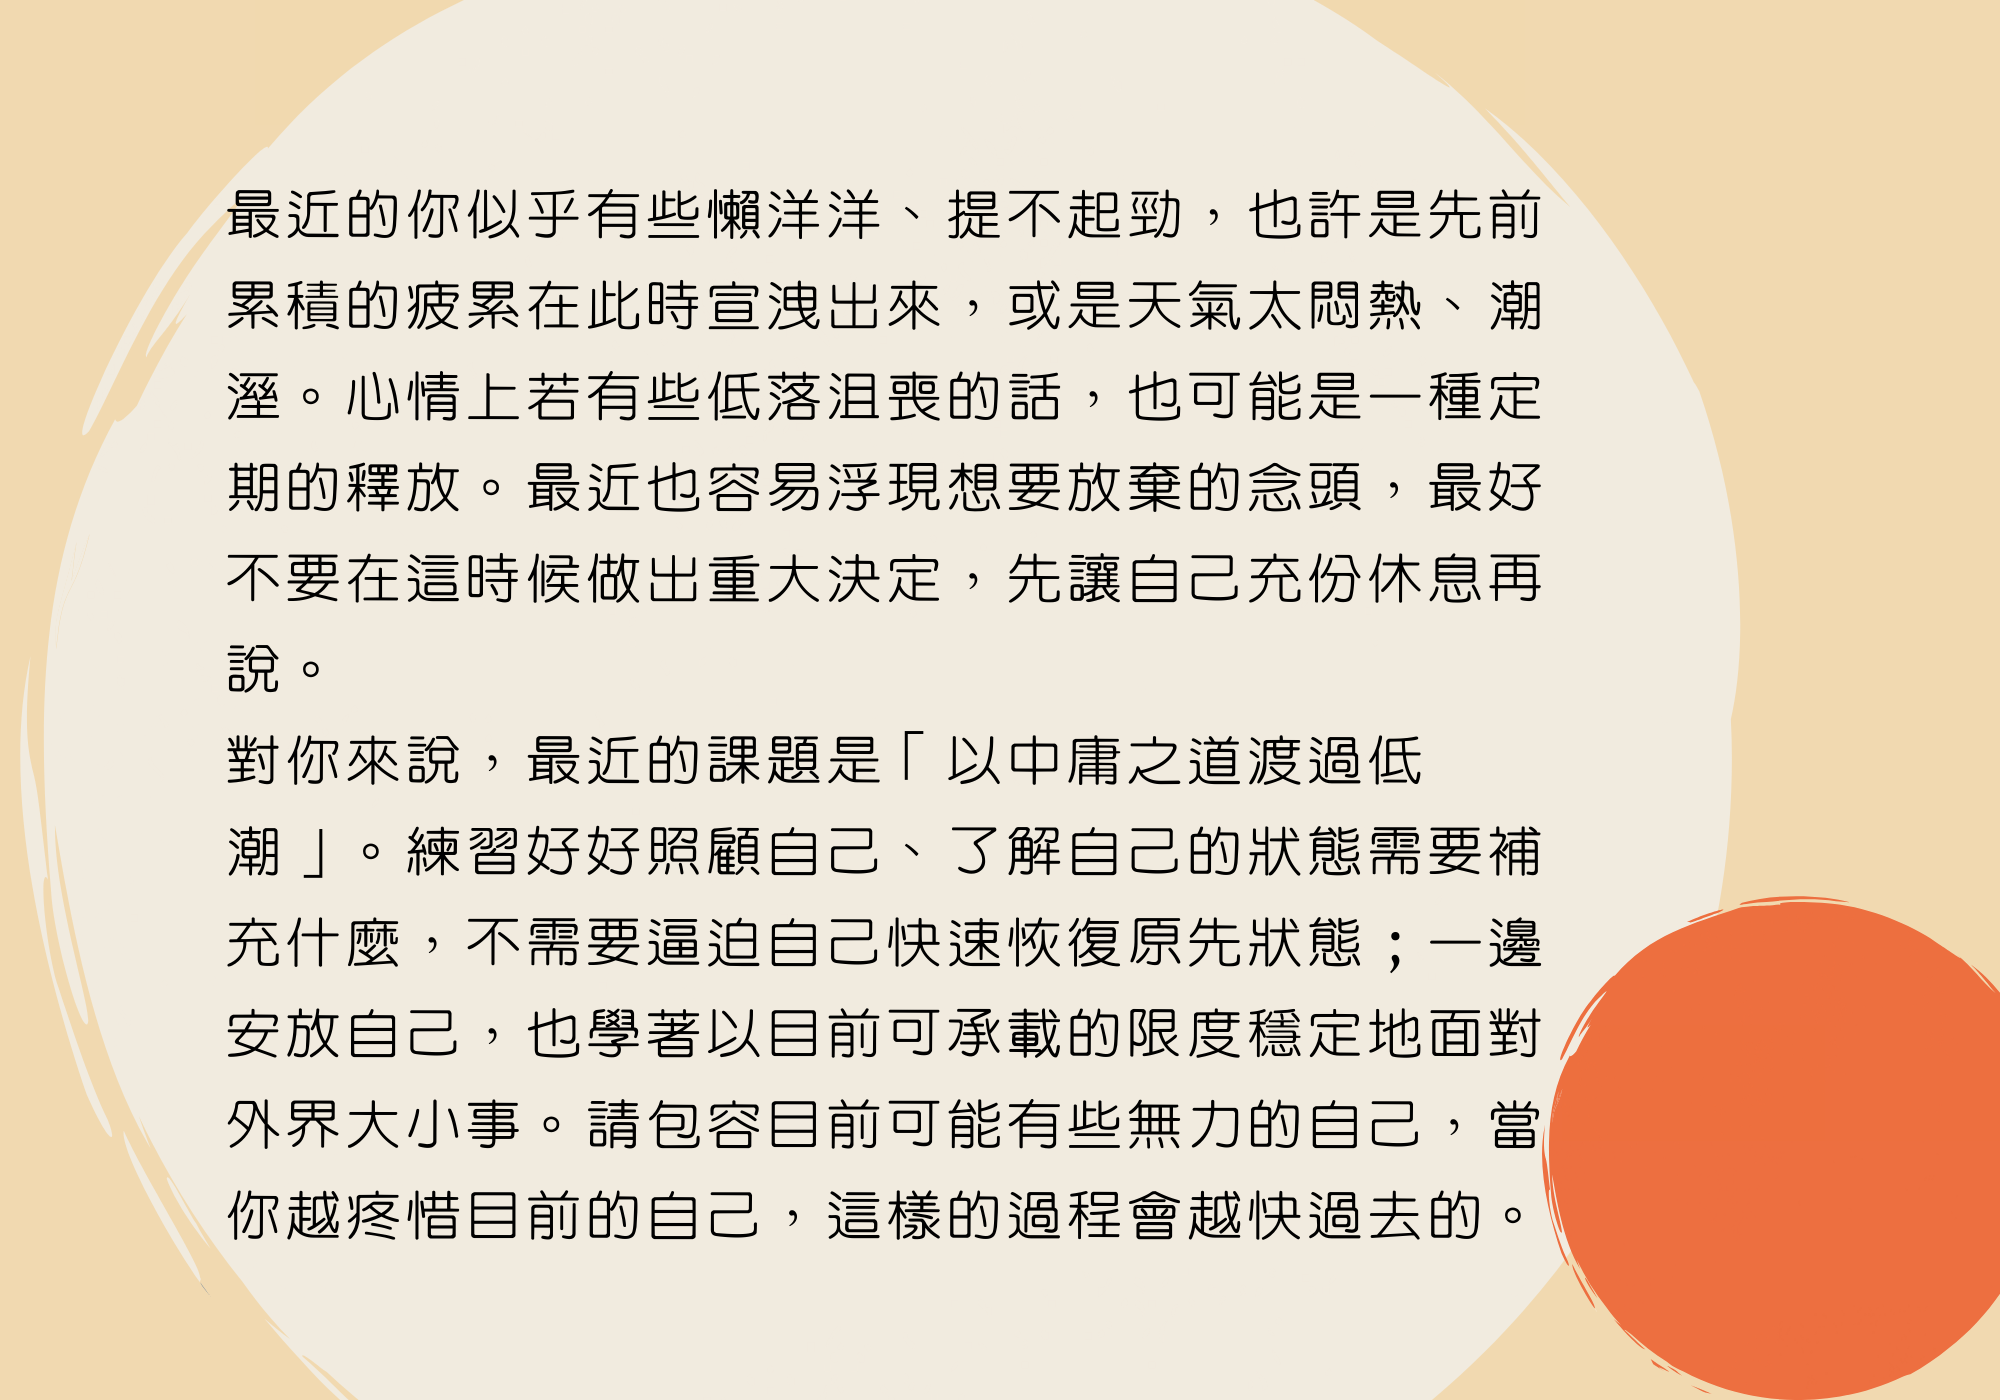 最近的你似乎有些懶洋洋、提不起勁，也許是先前
累積的疲累在此時宣洩出來，或是天氣太悶熱、潮
溼。心情上若有些低落沮喪的話，也可能是一種定
期的釋放。最近也容易浮現想要放棄的念頭，最好
不要在這時候做出重大決定，先讓自己充份休息再
說。
對你來說，最近的課題是「以中庸之道渡過低
潮」。練習好好照顧自己、了解自己的狀態需要補
充什麼，不需要逼迫自己快速恢復原先狀態；一邊
安放自己，也學著以目前可承載的限度穩定地面對
外界大小事。請包容目前可能有些無力的自己，當
你越疼惜目前的自己，這樣的過程會越快過去的。